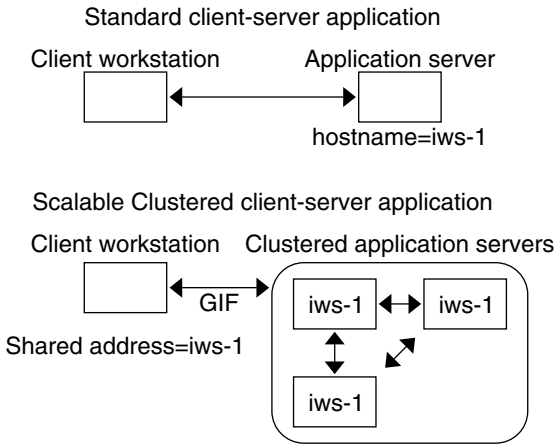 Standard client-server application
Client workstation
Application server
hostname=iws-1
Scalable Clustered client-server application
Client workstation
Clustered application servers
GIF
iws-1
iws-1
Shared address=iws-1
iws-1